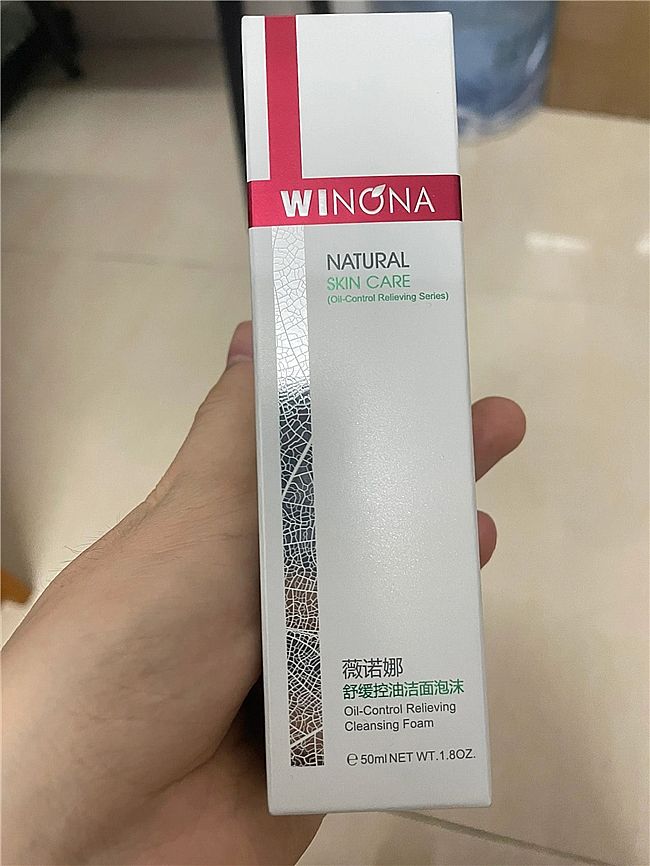 WINONA
NATURAL
SKIN CARE
(Oil-Control Relieving Series)
薇诺娜
舒缓控油洁面泡沫
Oil-Control Relieving
Cleansing Foam
℮50ml NET WT.1.8OZ.